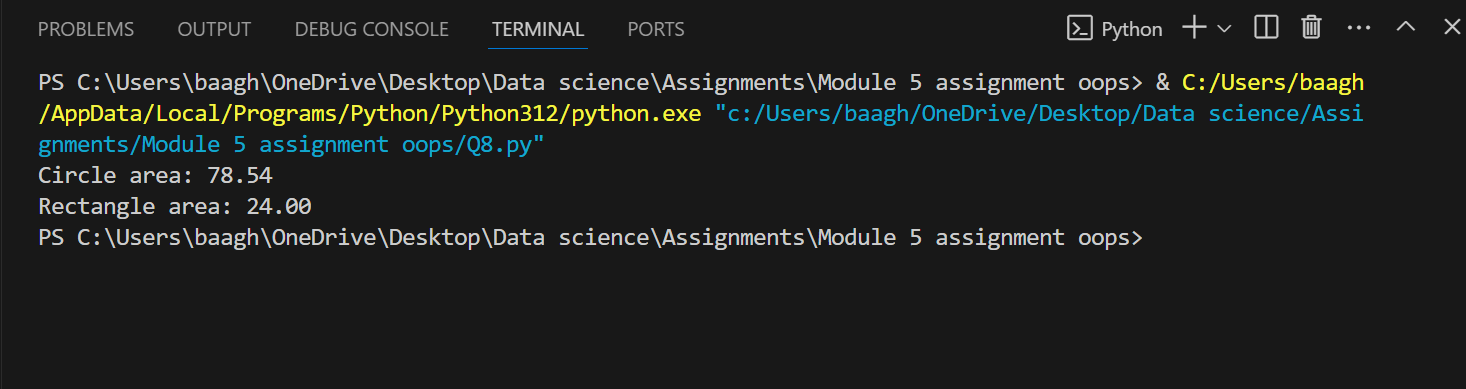 PROBLEMS OUTPUT DEBUG CONSOLE TERMINAL PORTS Python
PS C:\Users\baagh\OneDrive\Desktop\Data science\Assignments\Module 5 assignment oops> & C:/Users/baagh
/AppData/Local/Programs/Python/Python312/python.exe "c:/Users/baagh/OneDrive/Desktop/Data science/Assi
gnments/Module 5 assignment oops/Q8.py"
Circle area: 78.54
Rectangle area: 24.00
PS C:\Users\baagh\OneDrive\Desktop\Data science\Assignments\Module 5 assignment oops>